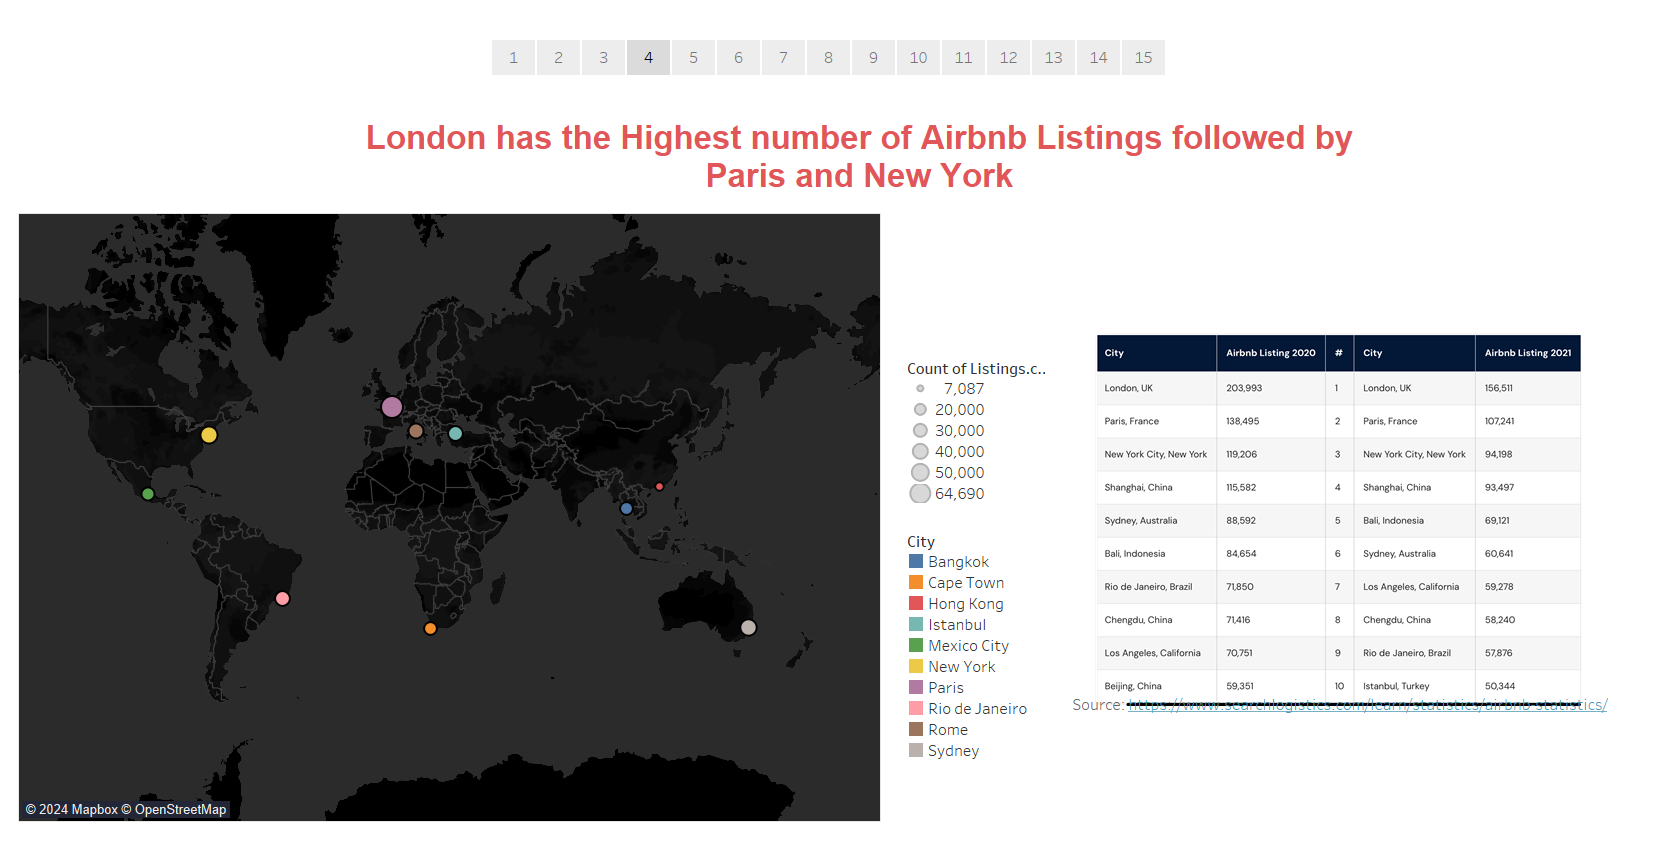 1 2 3 4 5 6 7 8 9 10 11 12 13 14 15
London has the Highest number of Airbnb Listings followed by
Paris and New York
© 2024 Mapbox © OpenStreetMap
Count of Listings.c..
7,087
20,000
30,000
40,000
50,000
64,690
City
Bangkok
Cape Town
Hong Kong
Istanbul
Mexico City
New York
Paris
Rio de Janeiro
Rome
Sydney
City Airbnb Listing 2020 # City Airbnb Listing 2021
London, UK 203,993 1 London, UK 156,511
Paris, France 138,495 2 Paris, France 107,241
New York City, New York 119,206 3 New York City, New York 94,198
Shanghai, China 115,582 4 Shanghai, China 93,497
Sydney, Australia 88,592 5 Bali, Indonesia 69,121
Bali, Indonesia 84,654 6 Sydney, Australia 60,641
Rio de Janeiro, Brazil 71,850 7 Los Angeles, California 59,278
Chengdu, China 71,416 8 Chengdu, China 58,240
Los Angeles, California 70,751 9 Rio de Janeiro, Brazil 57,876
Beijing, China 59,351 10 Istanbul, Turkey 50,344
Source: https://www.searchlogistics.com/learn/statistics/airbnb-statistics/